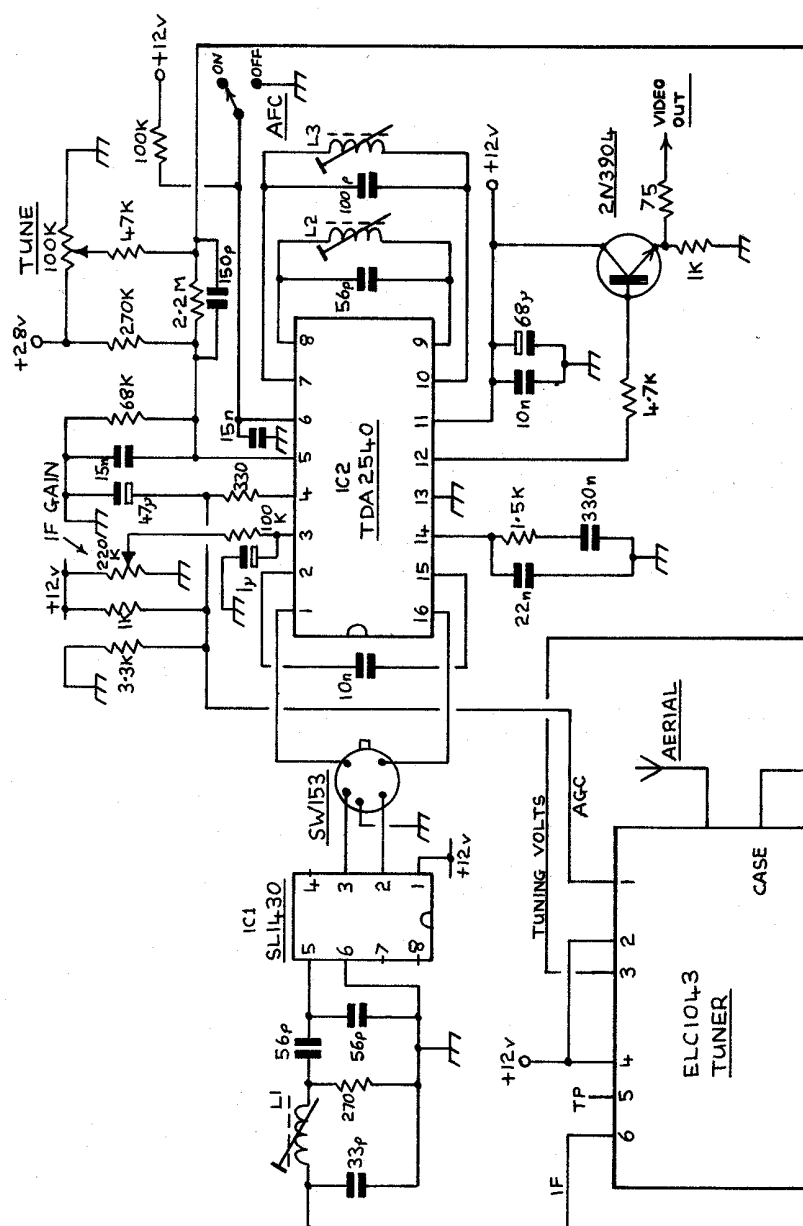 +12v
ON
OFF
AFC
100K
TUNE
100K
47K
+28v
270K
2·2M
150p
68K
15n
IF GAIN
47µ
220K
+12v
1K
3·3K
330
100K
1µ
15n
L3
100p
L2
56p
8
7
6
5
4
3
2
1
IC2
TDA2540
9
10
11
12
13
14
15
16
+12v
68µ
10n
2N3904
75
VIDEO OUT
1K
4·7K
1·5K
330n
22n
10n
SW153
IC1
SL1430
4
3
2
1
5
6
7
8
+12v
56p
56p
L1
270
33p
TUNING VOLTS
AGC
AERIAL
CASE
1
2
3
4
5
6
+12v
TP
IF
ELC1043
TUNER